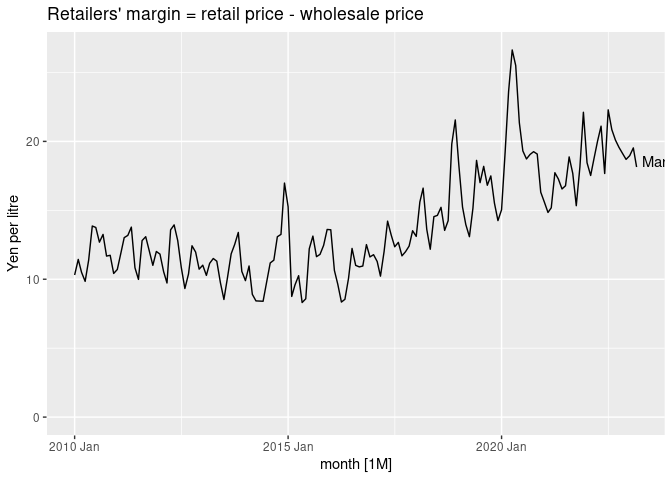 Retailers' margin = retail price - wholesale price
Yen per litre
20
10
0
Mar
2010 Jan
2015 Jan
2020 Jan
month [1M]